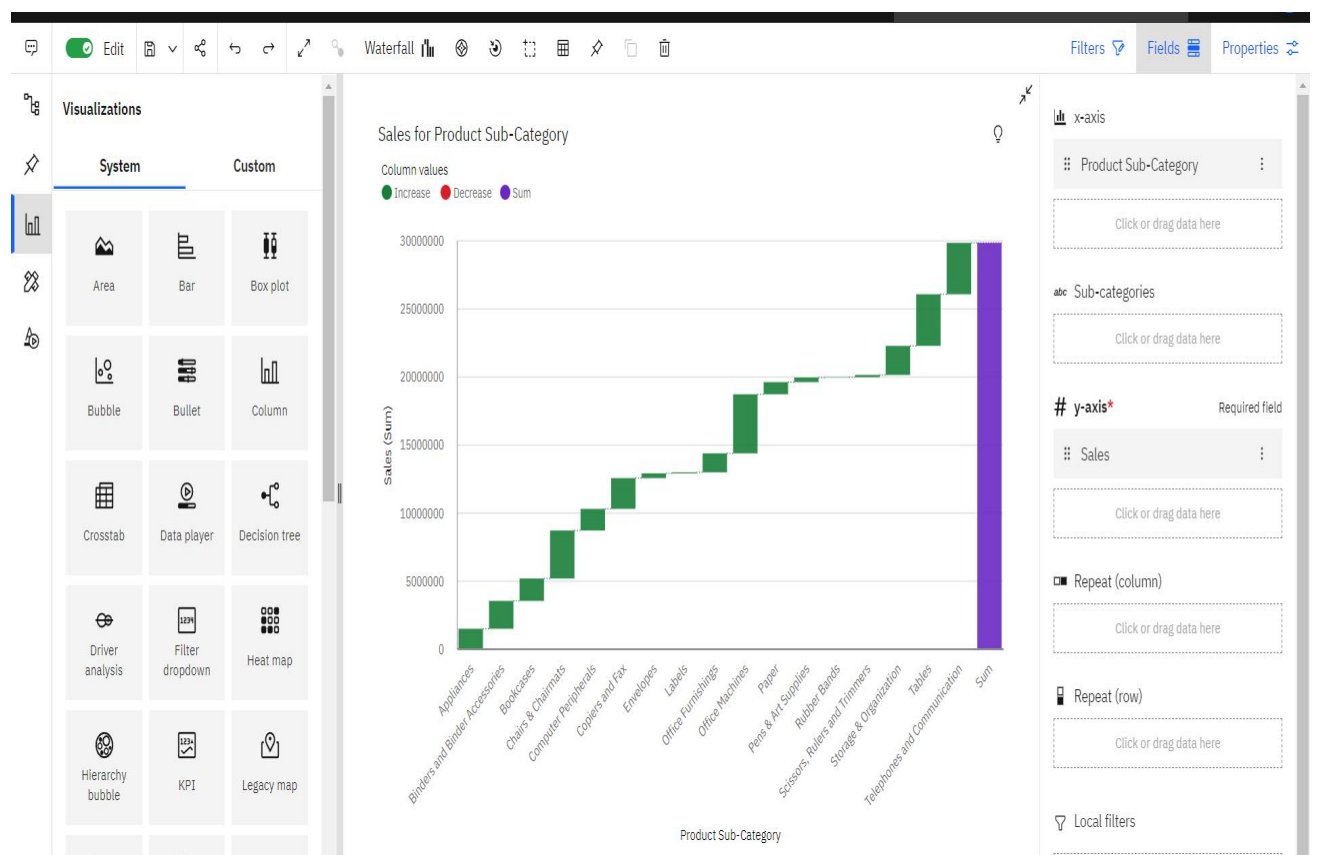 Edit
Waterfall
Filters
Fields
Properties
Visualizations
System
Custom
Area
Bar
Box plot
Bubble
Bullet
Column
Crosstab
Data player
Decision tree
Driver
analysis
1234
Filter
dropdown
Heat map
Hierarchy
bubble
KPI
Legacy map
Sales for Product Sub-Category
Column values
Increase
Decrease
Sum
30000000
25000000
20000000
15000000
10000000
5000000
0
Sales (Sum)
Appliances
Binders and Binder Accessories
Bookcases
Chairs & Chairmats
Computer Peripherals
Copiers and Fax
Envelopes
Labels
Office Furnishings
Office Machines
Paper
Pens & Art Supplies
Rubber Bands
Scissors, Rulers and Trimmers
Storage & Organization
Tables
Telephones and Communication
Sum
Product Sub-Category
x-axis
Product Sub-Category
Click or drag data here
abc Sub-categories
Click or drag data here
# y-axis* Required field
Sales
Click or drag data here
Repeat (column)
Click or drag data here
Repeat (row)
Click or drag data here
Local filters